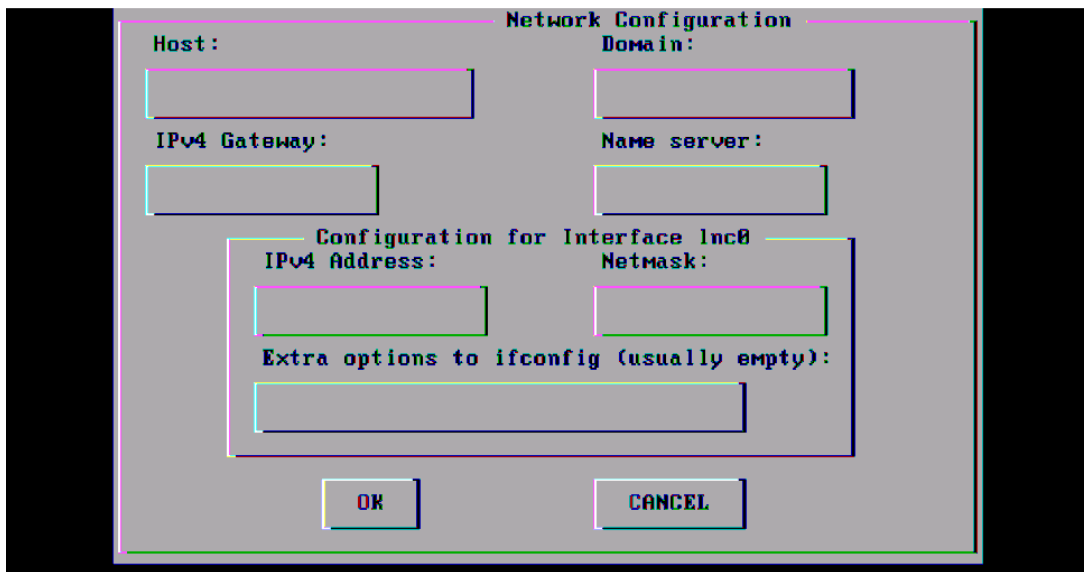 Network Configuration
Host: Domain:
IPv4 Gateway: Name server:
Configuration for Interface lnc0
IPv4 Address: Netmask:
Extra options to ifconfig (usually empty):
OK CANCEL